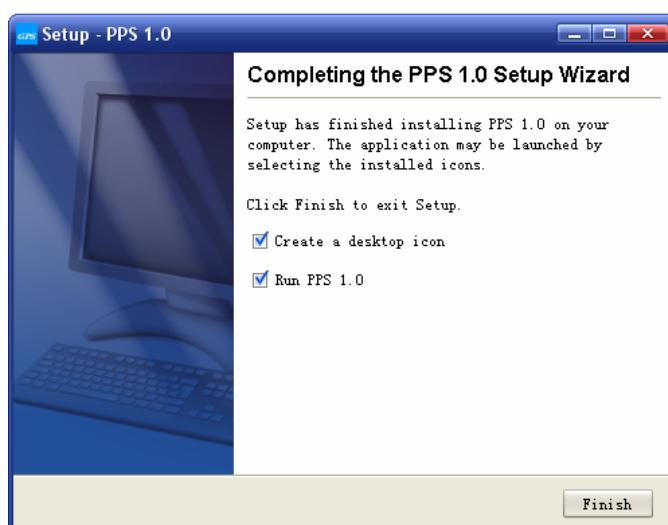 GPS Setup - PPS 1.0
Completing the PPS 1.0 Setup Wizard
Setup has finished installing PPS 1.0 on your
computer. The application may be launched by
selecting the installed icons.
Click Finish to exit Setup.
Create a desktop icon
Run PPS 1.0
Finish